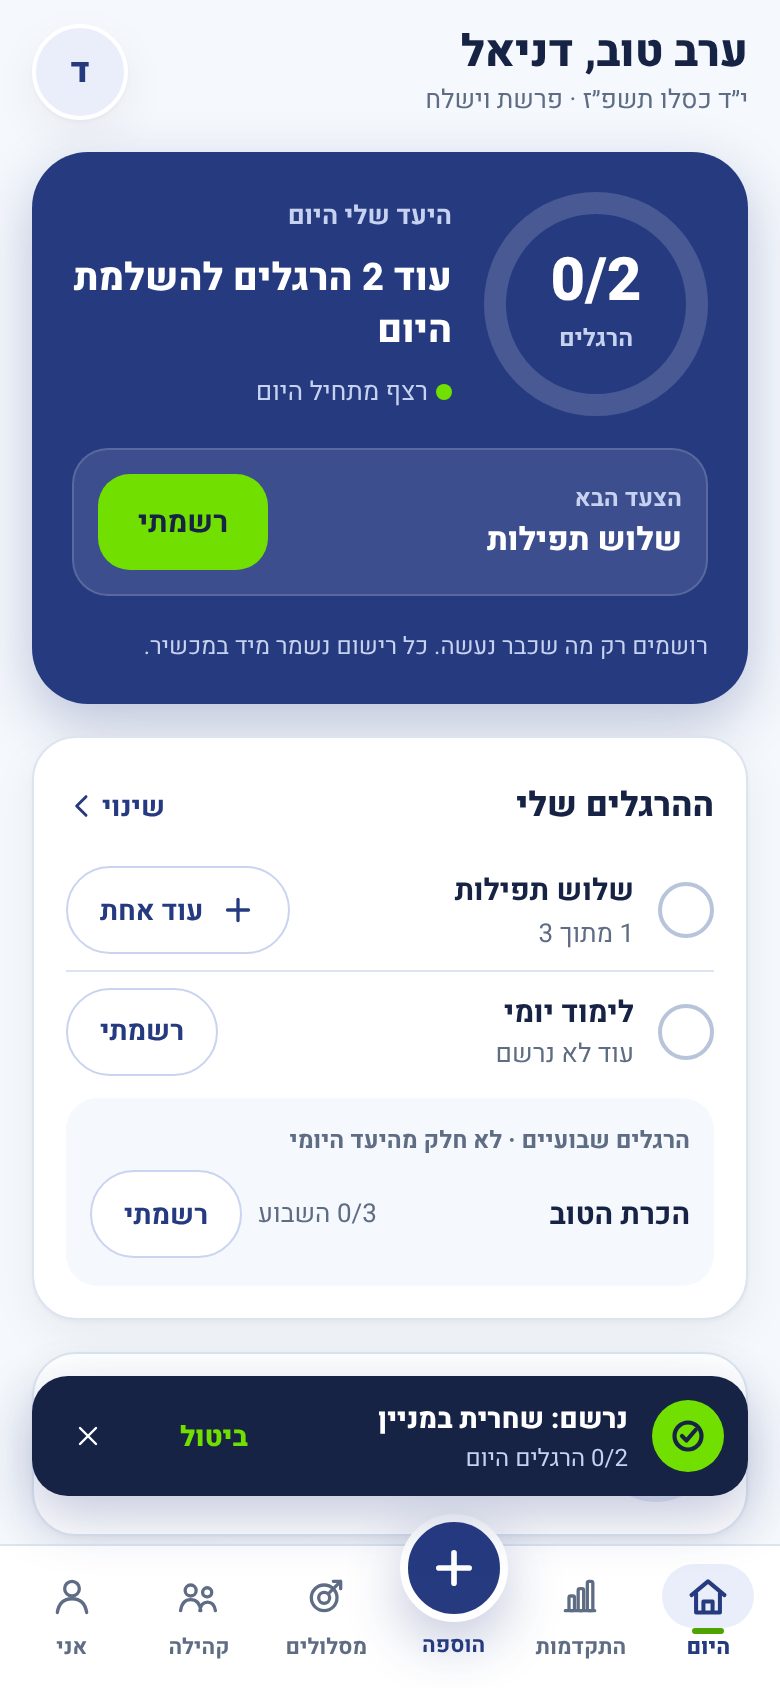 ערב טוב, דניאל
י״ד כסלו תשפ״ז · פרשת וישלח
ד
0/2
הרגלים
היעד שלי היום
עוד 2 הרגלים להשלמת
היום
רצף מתחיל היום
הצעד הבא
שלוש תפילות
רשמתי
רושמים רק מה שכבר נעשה. כל רישום נשמר מיד במכשיר.
ההרגלים שלי
שינוי
שלוש תפילות
1 מתוך 3
עוד אחת
לימוד יומי
עוד לא נרשם
רשמתי
הרגלים שבועיים · לא חלק מהיעד היומי
הכרת הטוב
0/3 השבוע
רשמתי
נרשם: שחרית במניין
0/2 הרגלים היום
ביטול
היום
התקדמות
הוספה
מסלולים
קהילה
אני